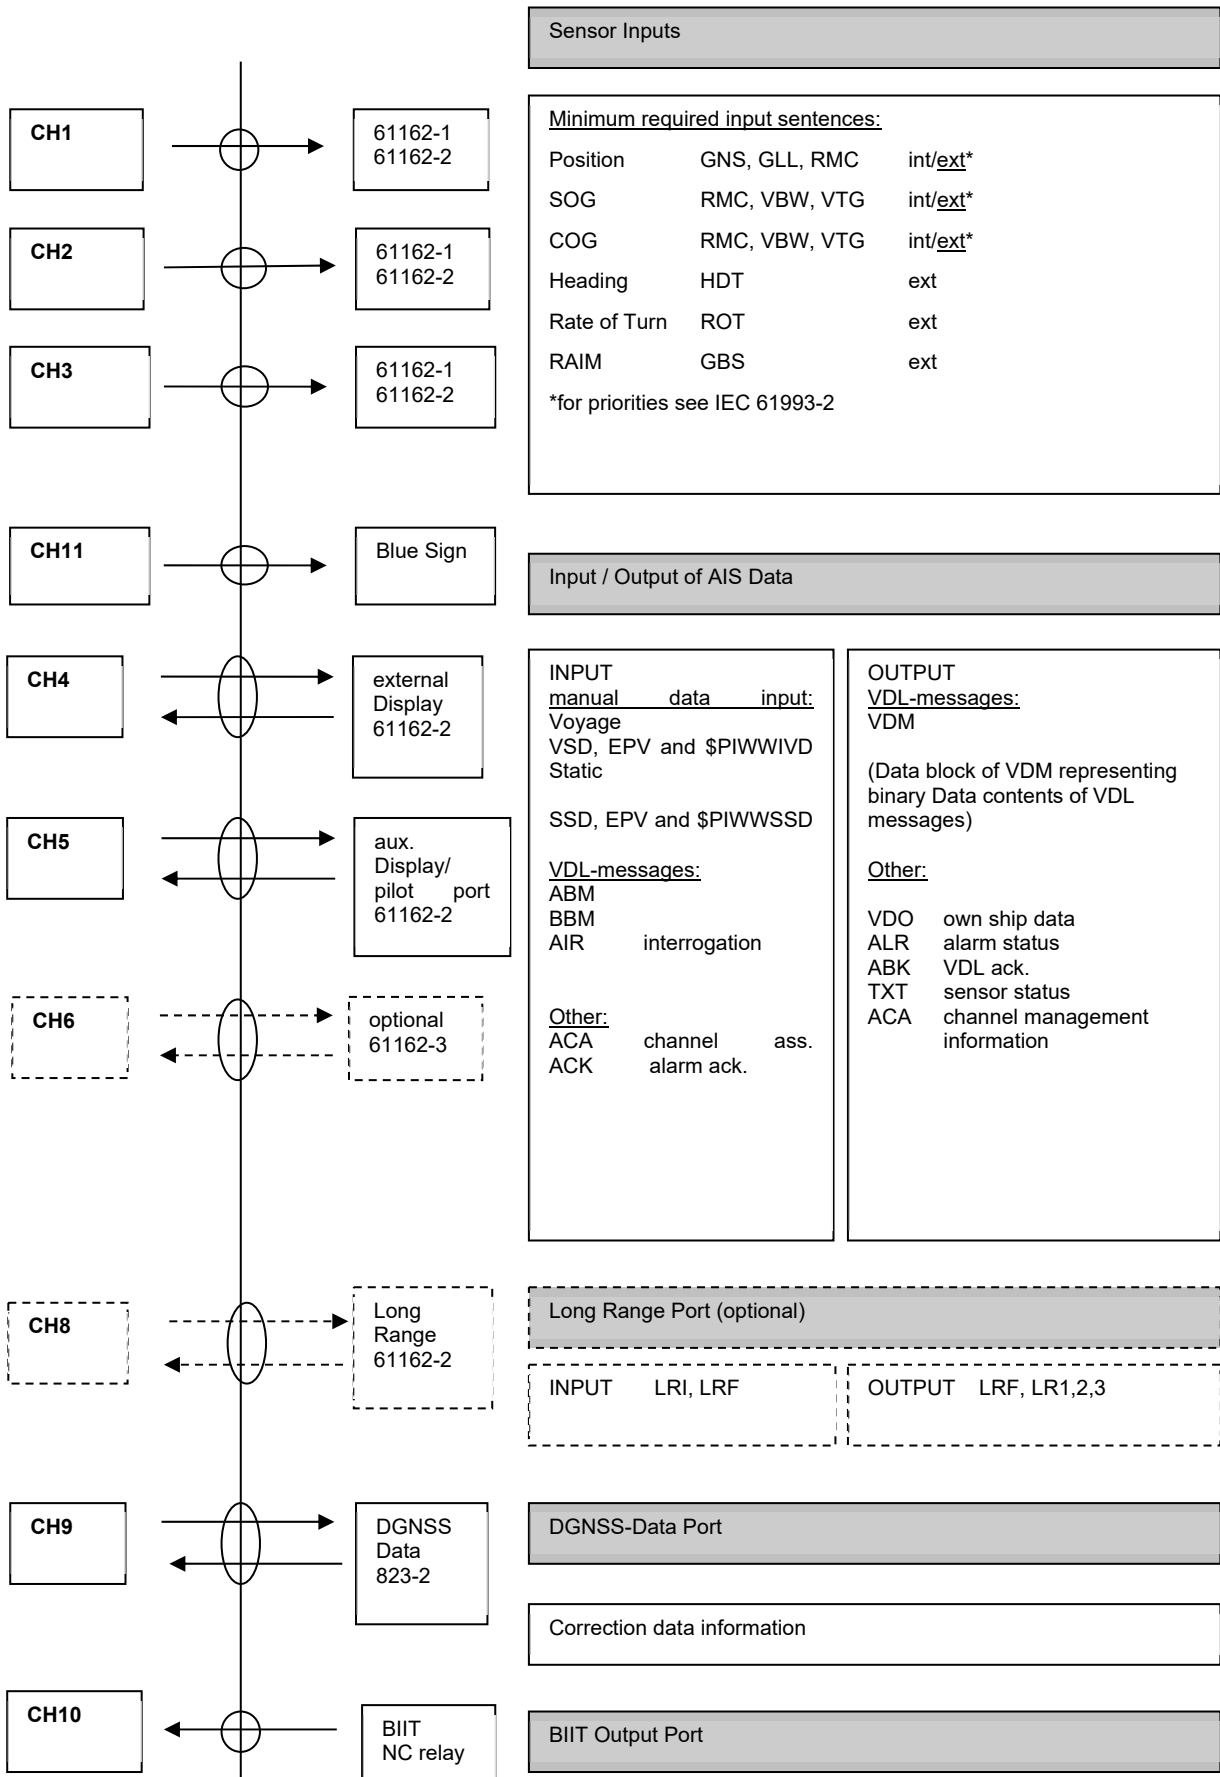 Sensor Inputs
CH1
61162-1
61162-2
Minimum required input sentences:
Position GNS, GLL, RMC int/ext*
SOG RMC, VBW, VTG int/ext*
COG RMC, VBW, VTG int/ext*
Heading HDT ext
Rate of Turn ROT ext
RAIM GBS ext
*for priorities see IEC 61993-2
CH2
61162-1
61162-2
CH3
61162-1
61162-2
CH11
Blue Sign
Input / Output of AIS Data
CH4
external
Display
61162-2
CH5
aux.
Display/
pilot port
61162-2
CH6
optional
61162-3
INPUT
manual data input:
Voyage
VSD, EPV and $PIWWIVD
Static
SSD, EPV and $PIWWSSD
VDL-messages:
ABM
BBM
AIR interrogation
Other:
ACA channel ass.
ACK alarm ack.
OUTPUT
VDL-messages:
VDM
(Data block of VDM representing
binary Data contents of VDL
messages)
Other:
VDO own ship data
ALR alarm status
ABK VDL ack.
TXT sensor status
ACA channel management
information
CH8
Long
Range
61162-2
Long Range Port (optional)
INPUT LRI, LRF
OUTPUT LRF, LR1,2,3
CH9
DGNSS
Data
823-2
DGNSS-Data Port
Correction data information
CH10
BIIT
NC relay
BIIT Output Port